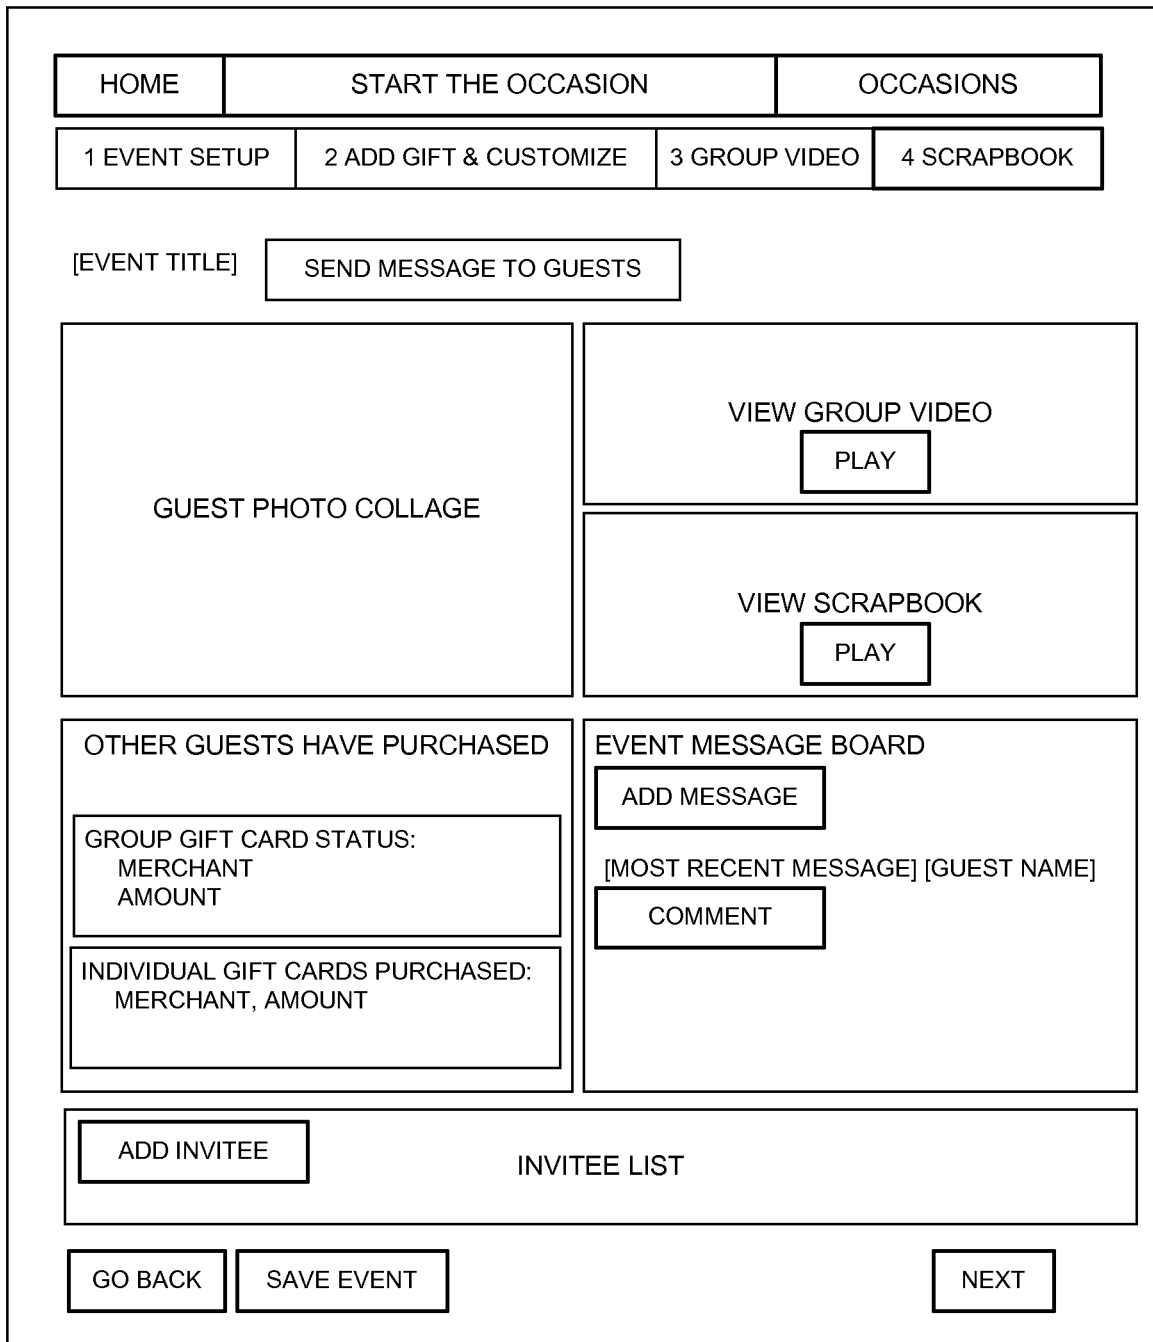 HOME START THE OCCASION OCCASIONS
1 EVENT SETUP 2 ADD GIFT & CUSTOMIZE 3 GROUP VIDEO 4 SCRAPBOOK
[EVENT TITLE] SEND MESSAGE TO GUESTS
GUEST PHOTO COLLAGE
VIEW GROUP VIDEO
PLAY
VIEW SCRAPBOOK
PLAY
OTHER GUESTS HAVE PURCHASED
GROUP GIFT CARD STATUS:
MERCHANT
AMOUNT
INDIVIDUAL GIFT CARDS PURCHASED:
MERCHANT, AMOUNT
EVENT MESSAGE BOARD
ADD MESSAGE
[MOST RECENT MESSAGE] [GUEST NAME]
COMMENT
ADD INVITEE
INVITEE LIST
GO BACK SAVE EVENT NEXT